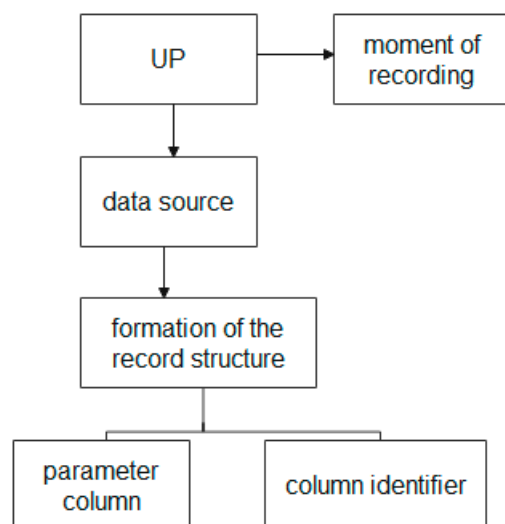 UP
moment of
recording
data source
formation of the
record structure
parameter
column
column identifier